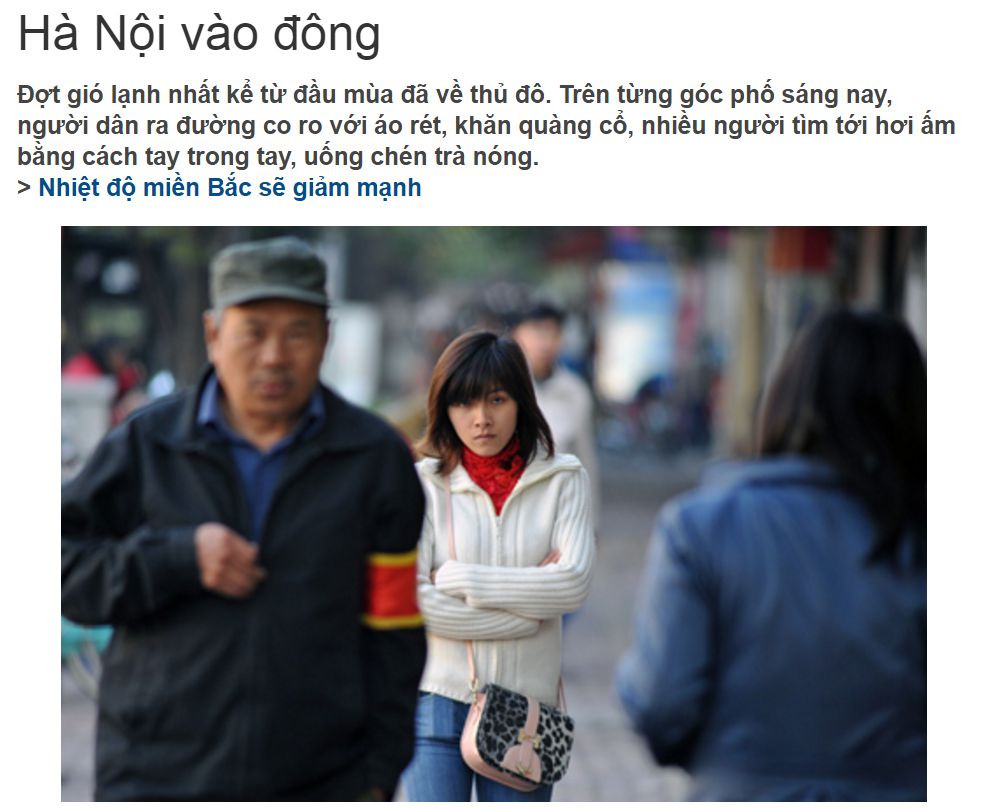 Hà Nội vào đông
Đợt gió lạnh nhất kể từ đầu mùa đã về thủ đô. Trên từng góc phố sáng nay,
người dân ra đường co ro với áo rét, khăn quàng cổ, nhiều người tìm tới hơi ấm
bằng cách tay trong tay, uống chén trà nóng.
> Nhiệt độ miền Bắc sẽ giảm mạnh